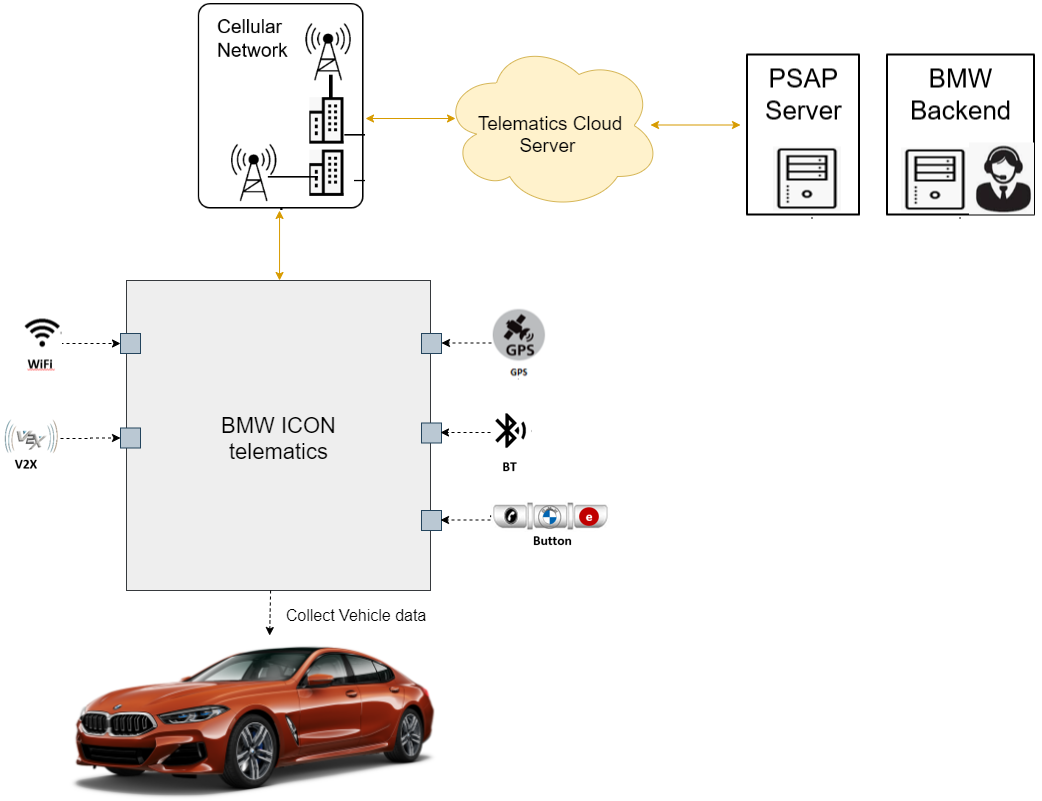 Cellular
Network
Telematics Cloud
Server
PSAP
Server
BMW
Backend
WiFi
GPS
GPS
V2X
V2X
BMW ICON
telematics
BT
e
Button
Collect Vehicle data